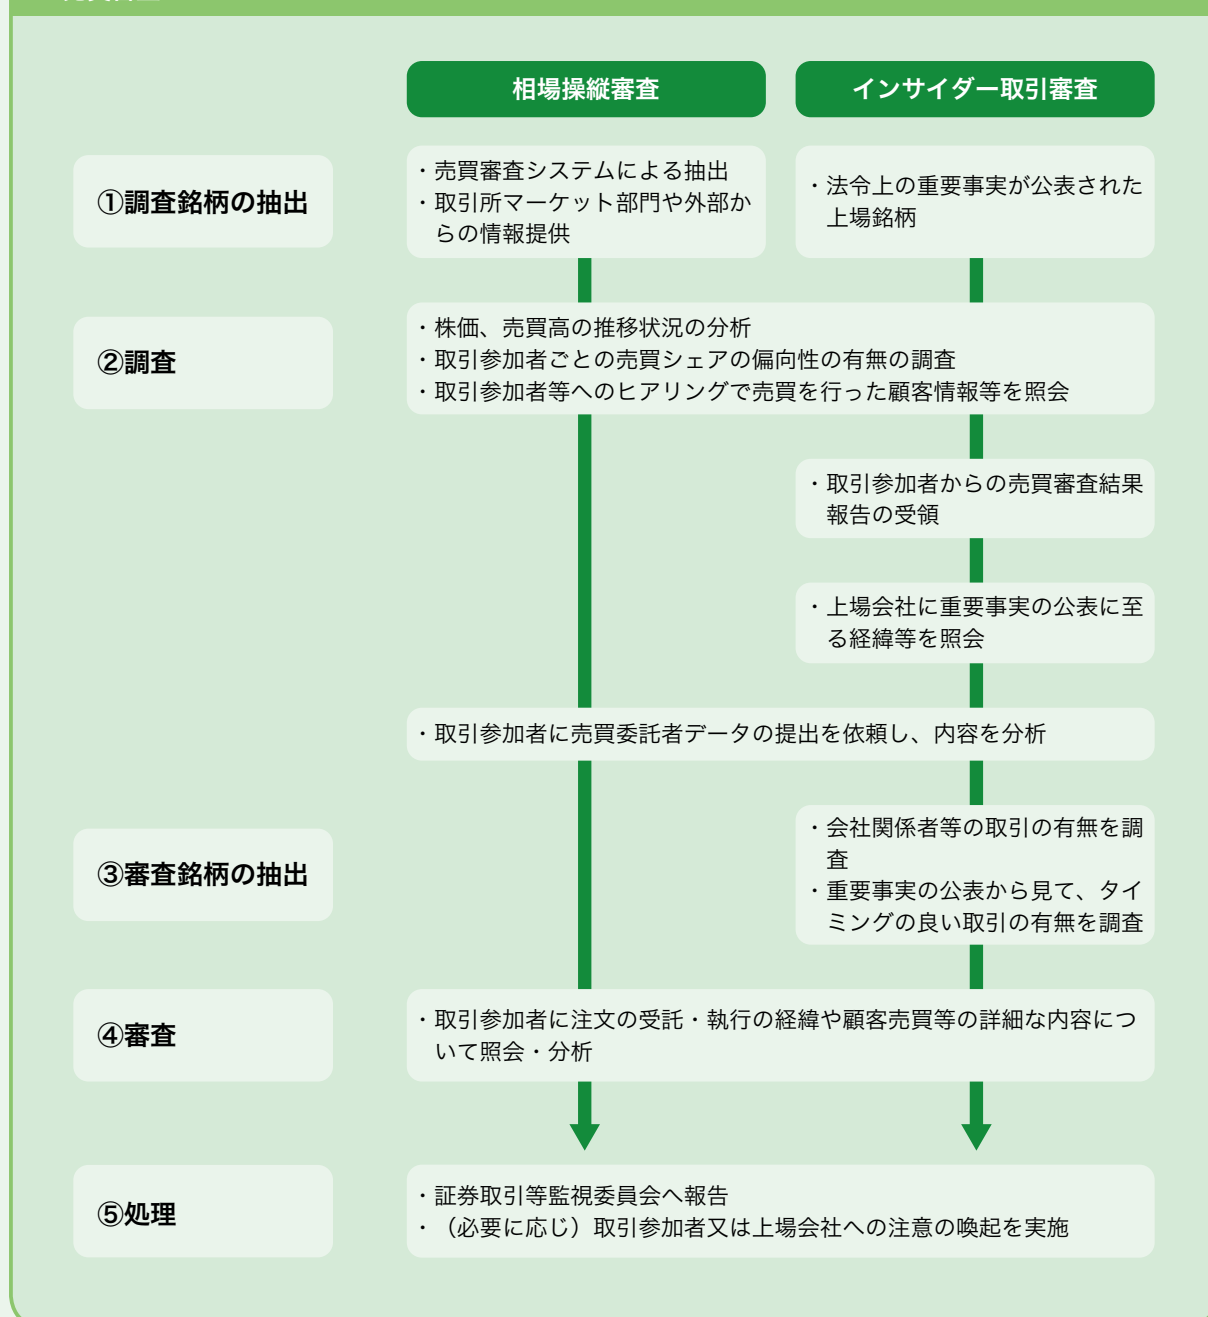 相場操縦審査
インサイダー取引審査
①調査銘柄の抽出
・売買審査システムによる抽出
・取引所マーケット部門や外部か
らの情報提供
・法令上の重要事実が公表された
上場銘柄
②調査
・株価、売買高の推移状況の分析
・取引参加者ごとの売買シェアの偏向性の有無の調査
・取引参加者等へのヒアリングで売買を行った顧客情報等を照会
・取引参加者からの売買審査結果
報告の受領
・上場会社に重要事実の公表に至
る経緯等を照会
・取引参加者に売買委託者データの提出を依頼し、内容を分析
③審査銘柄の抽出
・会社関係者等の取引の有無を調
査
・重要事実の公表から見て、タイ
ミングの良い取引の有無を調査
④審査
・取引参加者に注文の受託・執行の経緯や顧客売買等の詳細な内容につ
いて照会・分析
⑤処理
・証券取引等監視委員会へ報告
・（必要に応じ）取引参加者又は上場会社への注意の喚起を実施